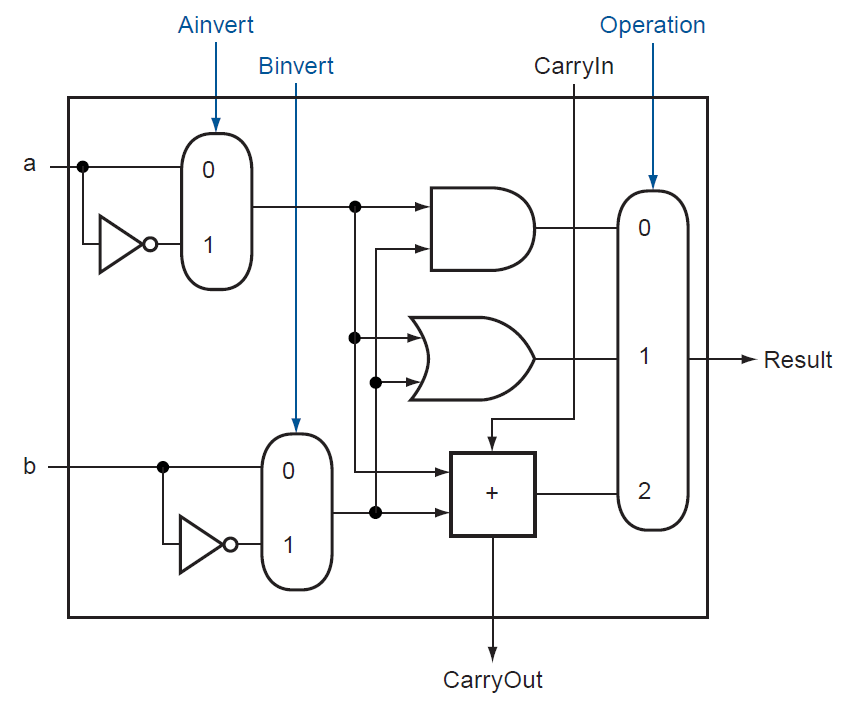 Ainvert
Operation
Binvert
CarryIn
a
0
1
0
1
Result
b
0
1
+
2
CarryOut